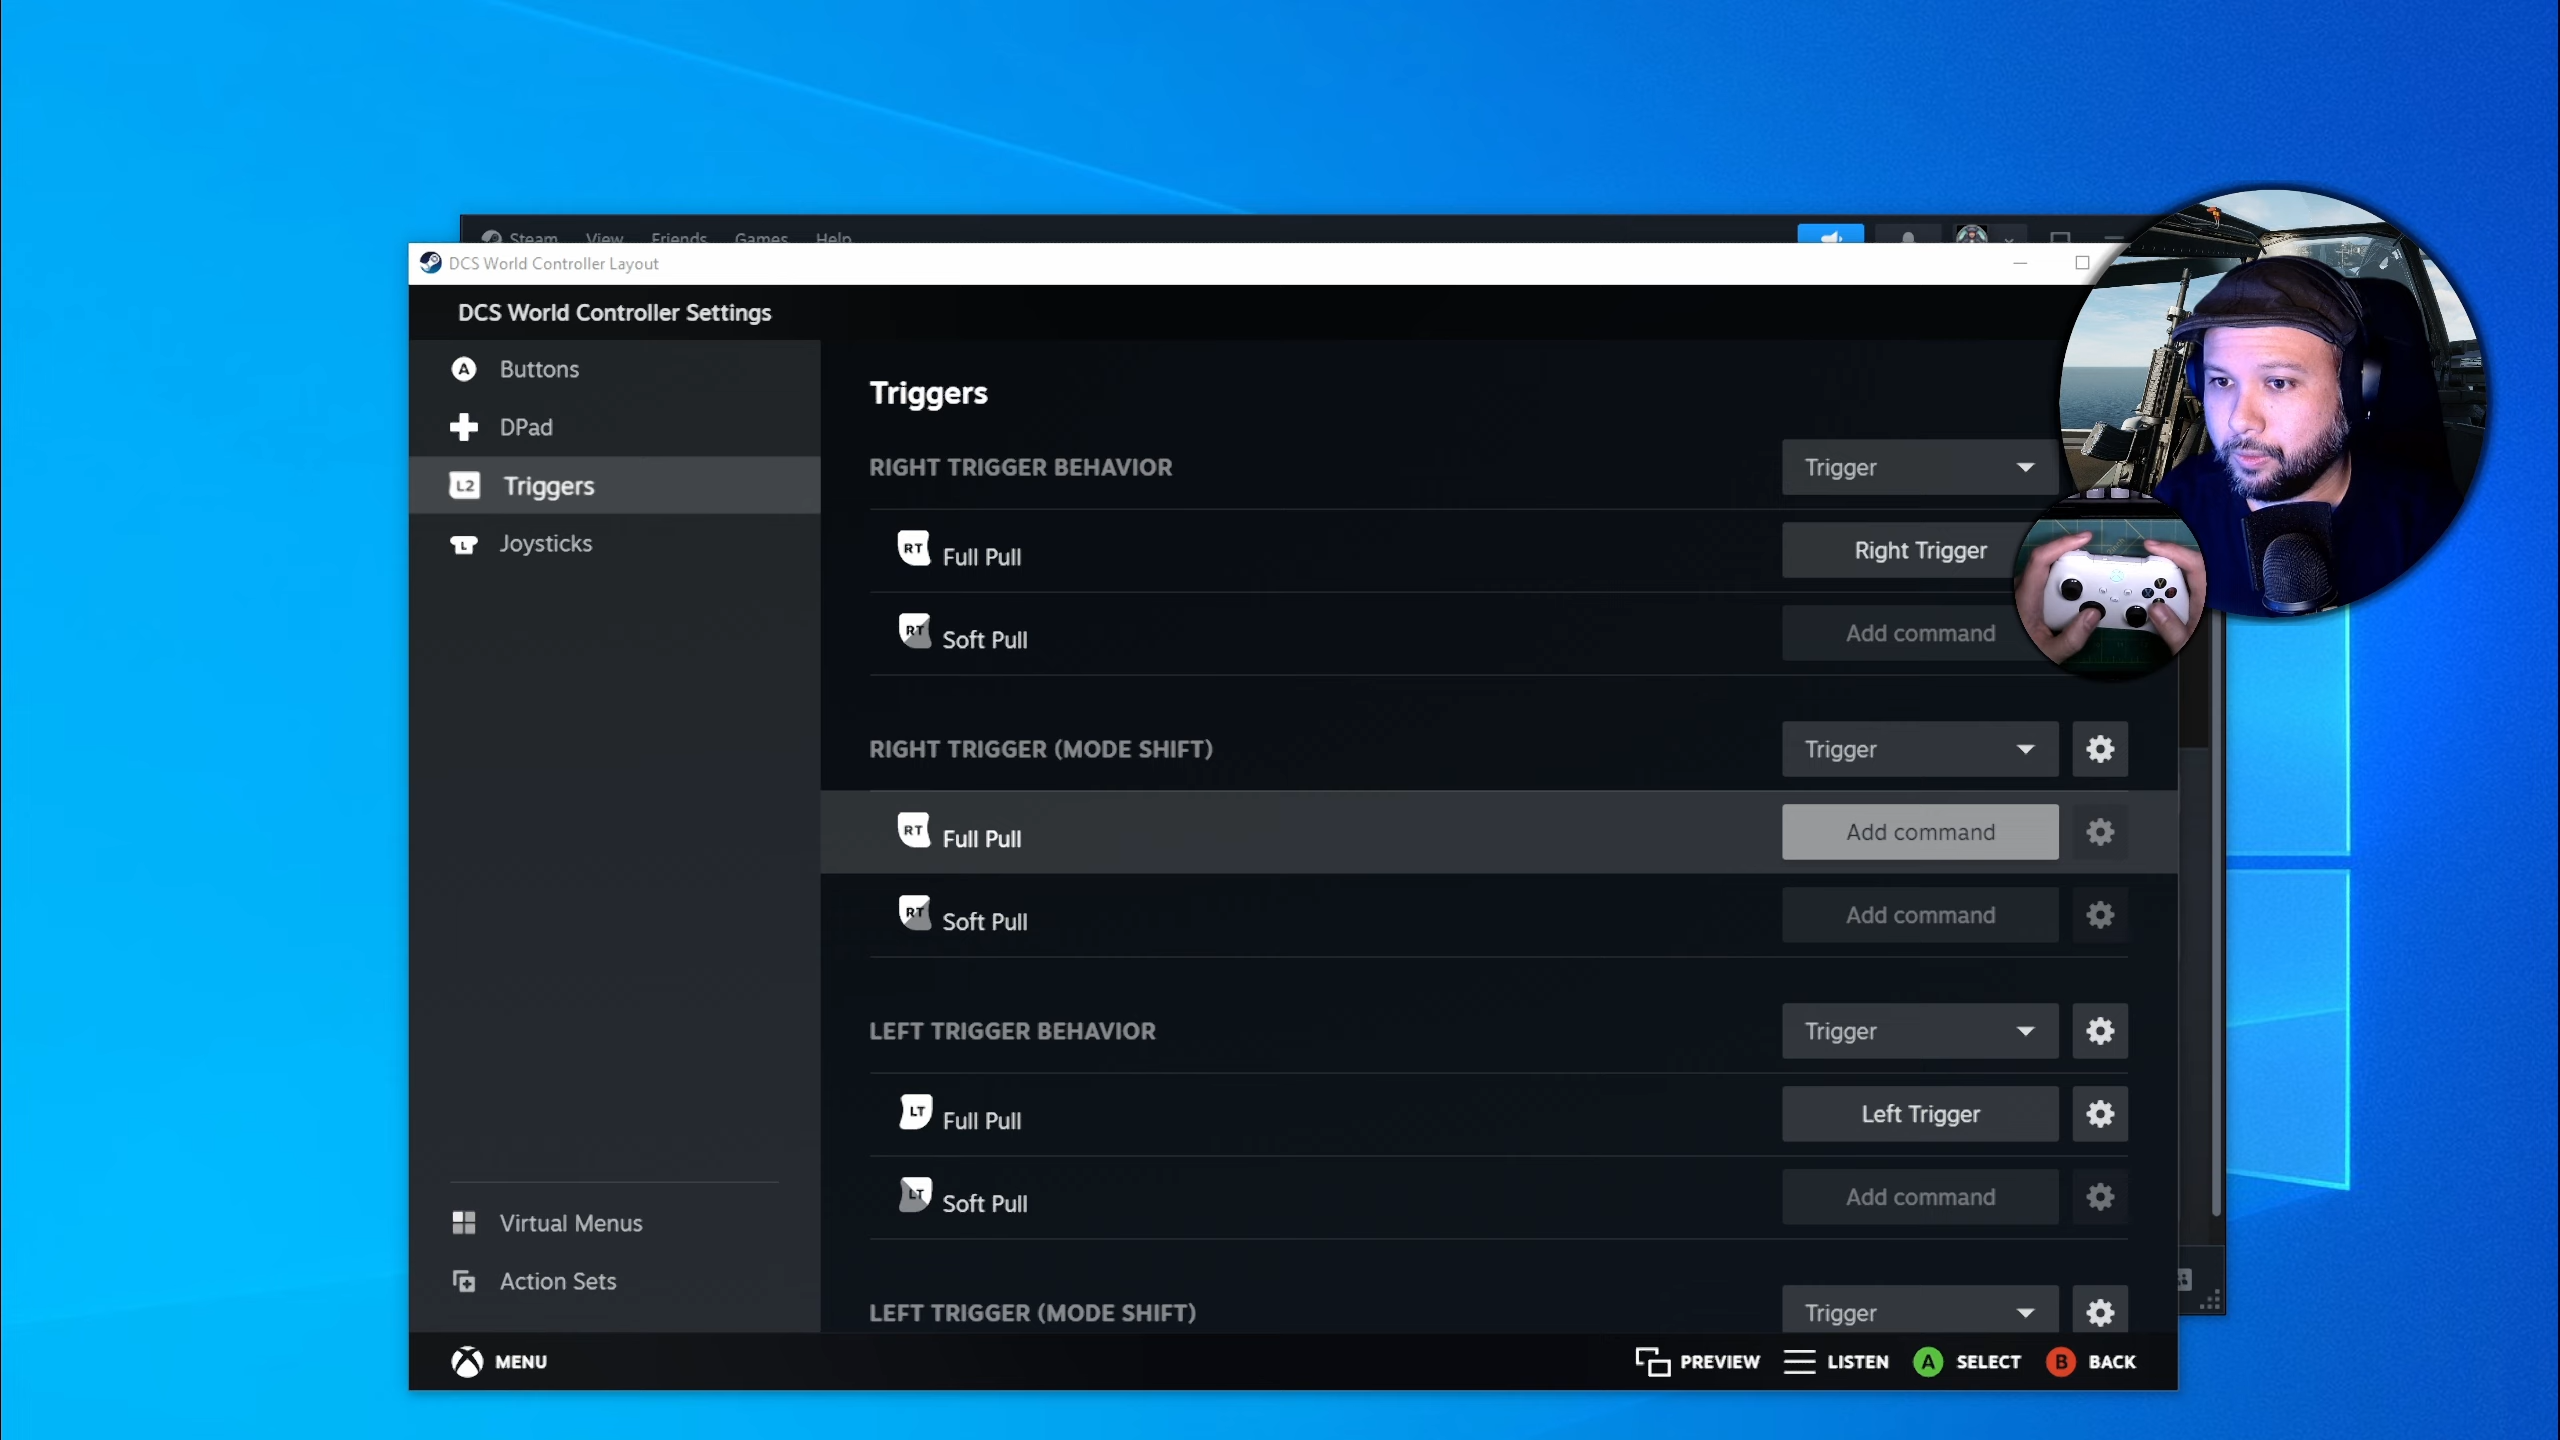 Steam View Friends Games Help
DCS World Controller Layout
DCS World Controller Settings
A Buttons
DPad
L2 Triggers
L Joysticks
Virtual Menus
Action Sets
Triggers
RIGHT TRIGGER BEHAVIOR Trigger
RT Full Pull Right Trigger
RT Soft Pull Add command
RIGHT TRIGGER (MODE SHIFT) Trigger
RT Full Pull Add command
RT Soft Pull Add command
LEFT TRIGGER BEHAVIOR Trigger
LT Full Pull Left Trigger
LT Soft Pull Add command
LEFT TRIGGER (MODE SHIFT) Trigger
MENU PREVIEW LISTEN A SELECT B BACK